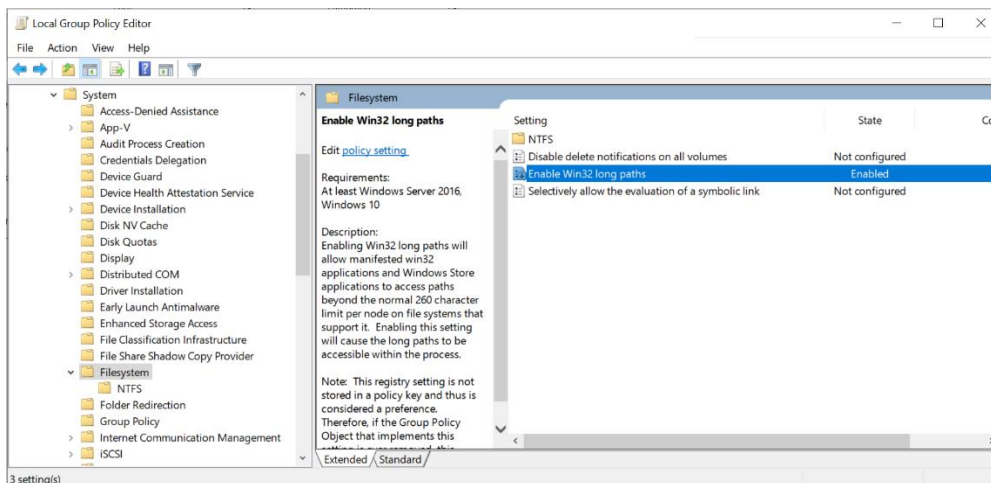 Local Group Policy Editor
File Action View Help
System
Access-Denied Assistance
App-V
Audit Process Creation
Credentials Delegation
Device Guard
Device Health Attestation Service
Device Installation
Disk NV Cache
Disk Quotas
Display
Distributed COM
Driver Installation
Early Launch Antimalware
Enhanced Storage Access
File Classification Infrastructure
File Share Shadow Copy Provider
Filesystem
NTFS
Folder Redirection
Group Policy
Internet Communication Management
iSCSI
Filesystem
Enable Win32 long paths
Edit policy setting
Requirements:
At least Windows Server 2016,
Windows 10
Description:
Enabling Win32 long paths will
allow manifested win32
applications and Windows Store
applications to access paths
beyond the normal 260 character
limit per node on file systems that
support it. Enabling this setting
will cause the long paths to be
accessible within the process.
Note: This registry setting is not
stored in a policy key and thus is
considered a preference.
Therefore, if the Group Policy
Object that implements this
Setting State
NTFS
Disable delete notifications on all volumes Not configured
Enable Win32 long paths Enabled
Selectively allow the evaluation of a symbolic link Not configured
Extended Standard
3 setting(s)